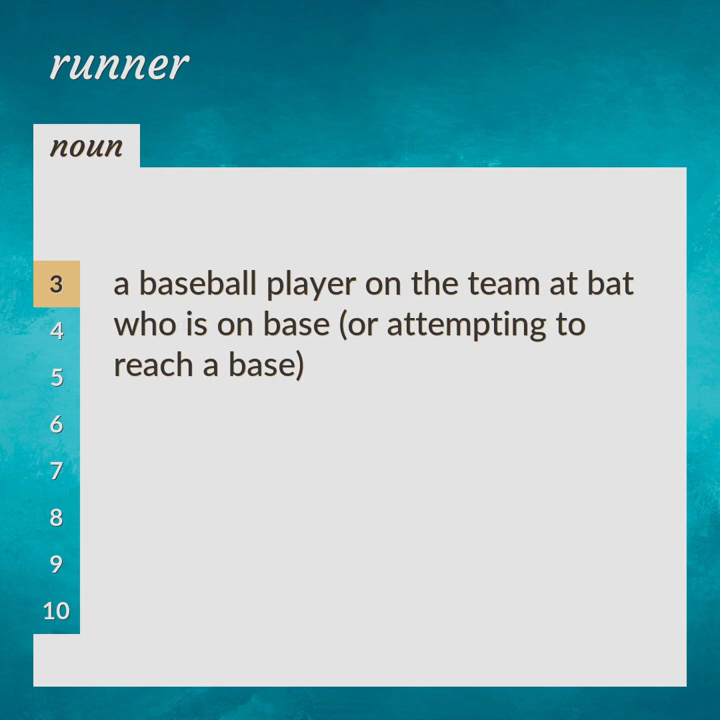 runner
noun
3
a baseball player on the team at bat
who is on base (or attempting to
reach a base)
4
5
6
7
8
9
10